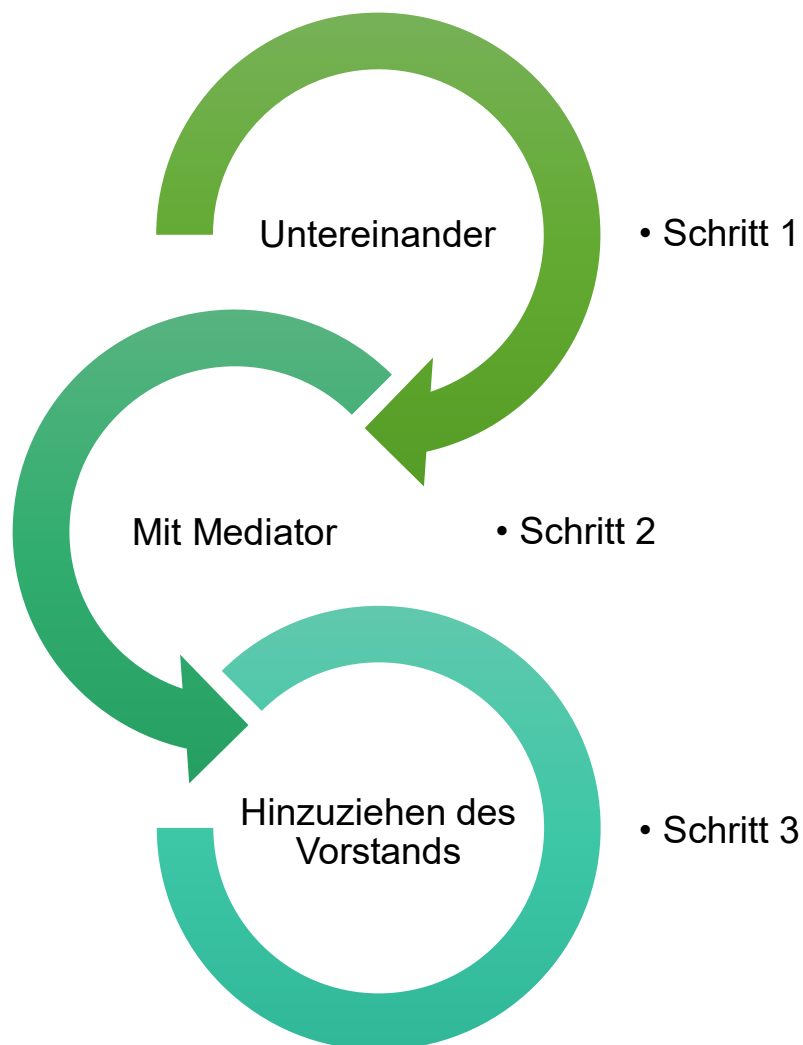 Untereinander
• Schritt 1
Mit Mediator
• Schritt 2
Hinzuziehen des
Vorstands
• Schritt 3